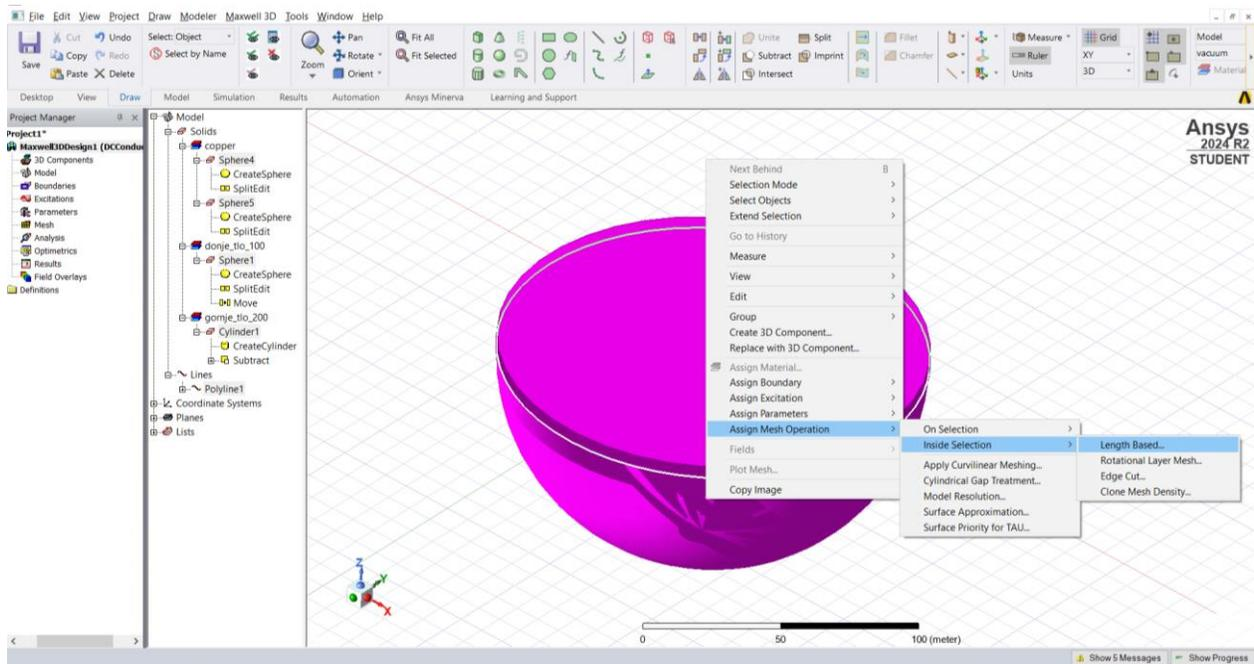 File Edit View Project Draw Modeler Maxwell 3D Tools Window Help
Save
Cut
Copy
Paste
Undo
Redo
Delete
Select: Object
Select by Name
Zoom
Pan
Rotate
Orient
Fit All
Fit Selected
Unite
Subtract
Intersect
Split
Imprint
Fillet
Chamfer
Measure
Ruler
Units
Grid
XY
3D
Model
vacuum
Material
Desktop View Draw Model Simulation Results Automation Ansys Minerva Learning and Support
Project Manager
Project1*
Maxwell3DDesign1 (DCCondu
3D Components
Model
Boundaries
Excitations
Parameters
Mesh
Analysis
Optimetrics
Results
Field Overlays
Definitions
Model
Solids
copper
Sphere4
CreateSphere
SplitEdit
Sphere5
CreateSphere
SplitEdit
donje_tlo_100
Sphere1
CreateSphere
SplitEdit
Move
gornje_tlo_200
Cylinder1
CreateCylinder
Subtract
Lines
Polyline1
Coordinate Systems
Planes
Lists
Ansys
2024 R2
STUDENT
Next Behind B
Selection Mode
Select Objects
Extend Selection
Go to History
Measure
View
Edit
Group
Create 3D Component...
Replace with 3D Component...
Assign Material...
Assign Boundary
Assign Excitation
Assign Parameters
Assign Mesh Operation
Fields
Plot Mesh...
Copy Image
On Selection
Inside Selection
Apply Curvilinear Meshing...
Cylindrical Gap Treatment...
Model Resolution...
Surface Approximation...
Surface Priority for TAU...
Length Based...
Rotational Layer Mesh...
Edge Cut...
Clone Mesh Density...
Z
Y
X
0 50 100 (meter)
Show 5 Messages Show Progress